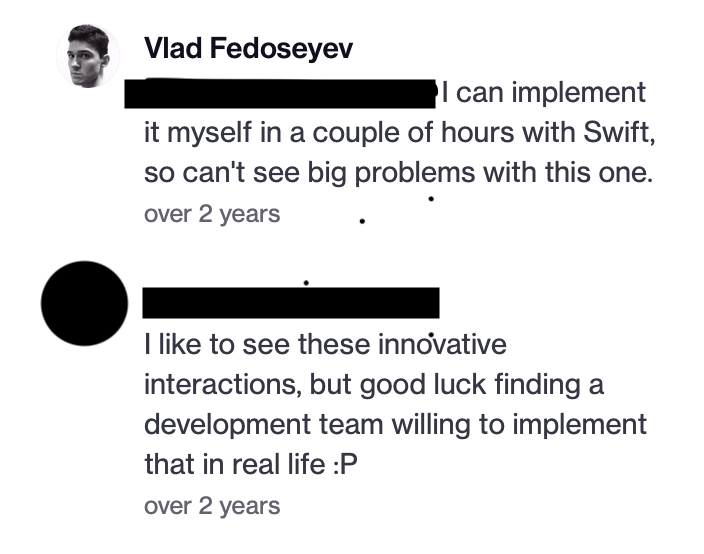 Vlad Fedoseyev
I can implement
it myself in a couple of hours with Swift,
so can't see big problems with this one.
over 2 years
I like to see these innovative
interactions, but good luck finding a
development team willing to implement
that in real life :P
over 2 years